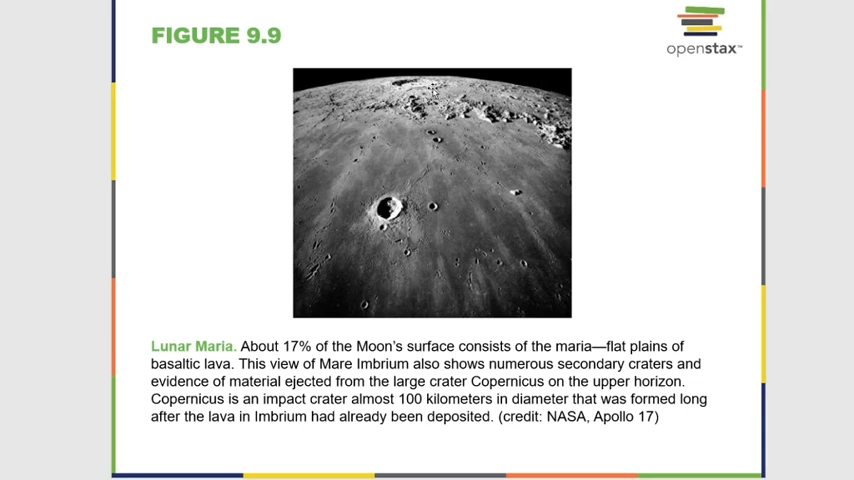 FIGURE 9.9
openstax™
Lunar Maria. About 17% of the Moon's surface consists of the maria—flat plains of
basaltic lava. This view of Mare Imbrium also shows numerous secondary craters and
evidence of material ejected from the large crater Copernicus on the upper horizon.
Copernicus is an impact crater almost 100 kilometers in diameter that was formed long
after the lava in Imbrium had already been deposited. (credit: NASA, Apollo 17)